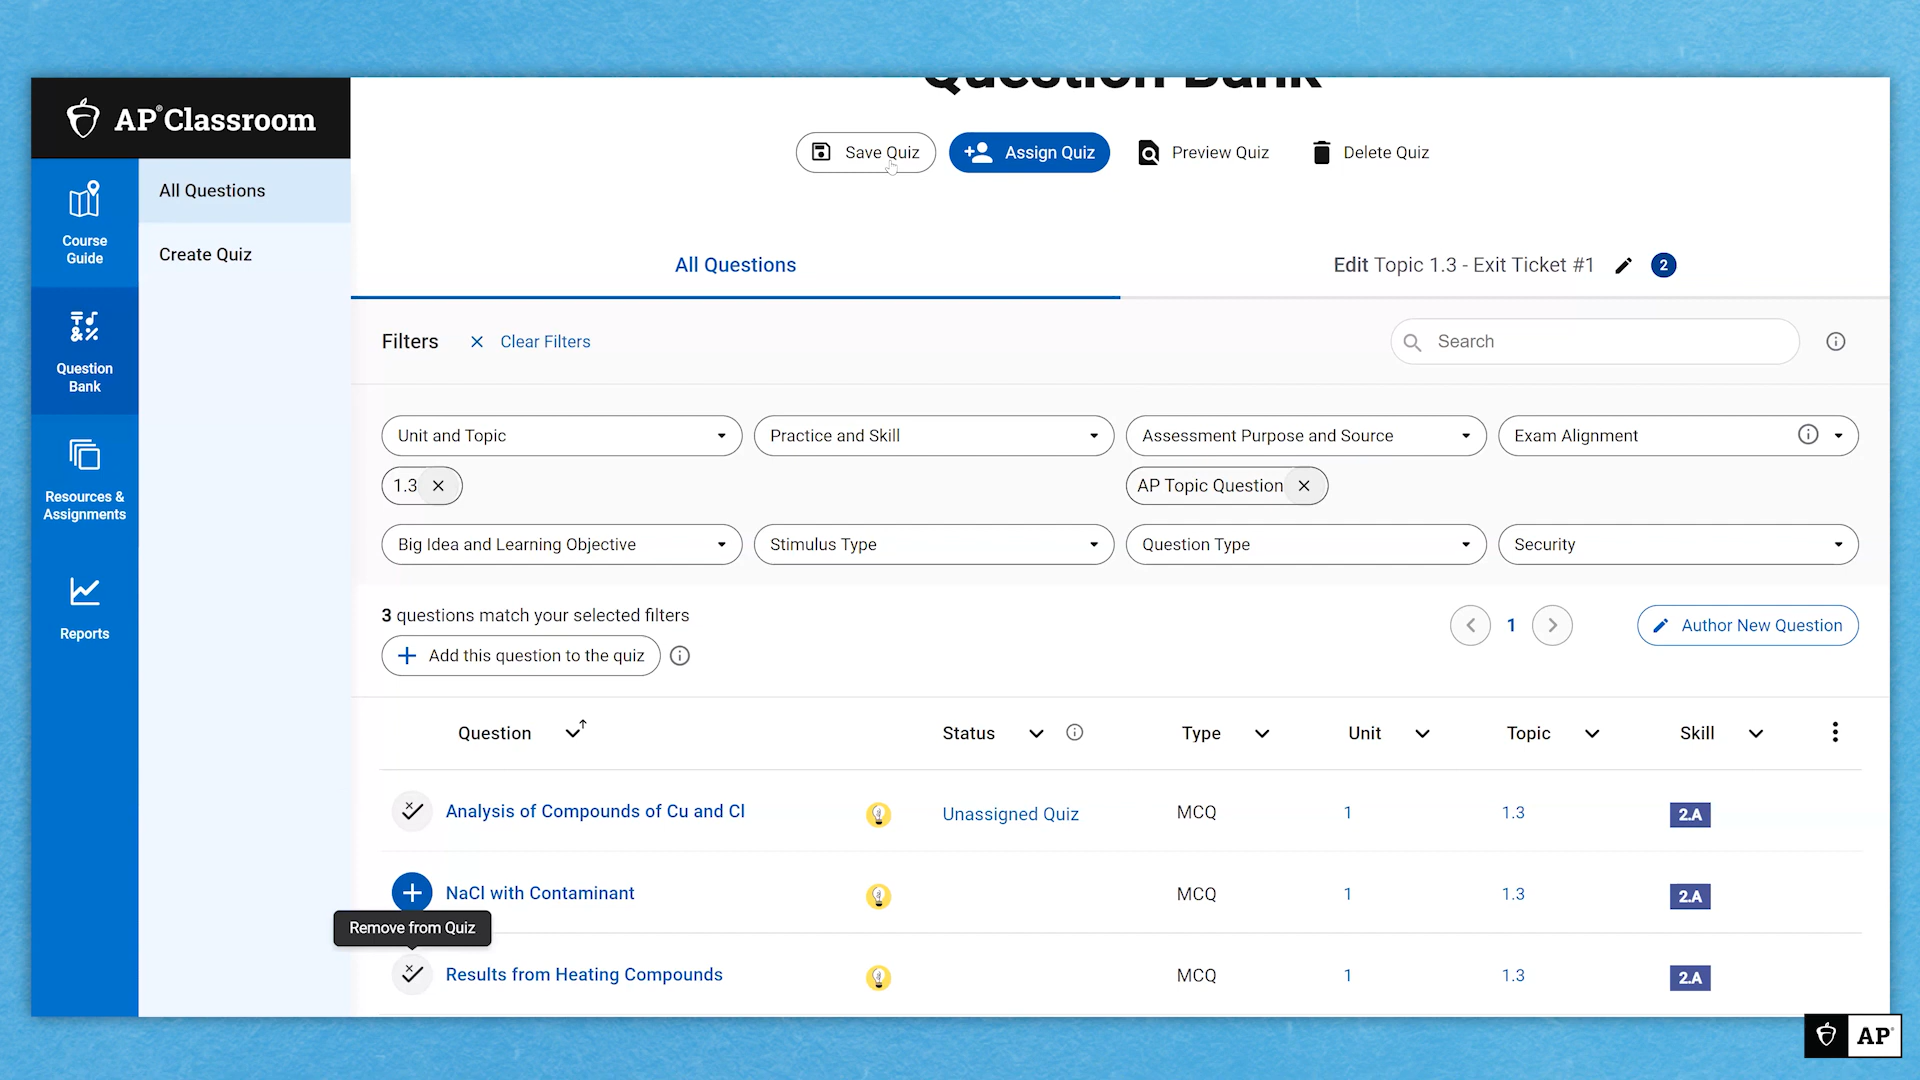 Question Bank
AP® Classroom
Save Quiz
Assign Quiz
Preview Quiz
Delete Quiz
Course
Guide
Question
Bank
Resources &
Assignments
Reports
All Questions
Create Quiz
All Questions
Edit Topic 1.3 - Exit Ticket #1
2
Filters
Clear Filters
Search
Unit and Topic
Practice and Skill
Assessment Purpose and Source
Exam Alignment
1.3
AP Topic Question
Big Idea and Learning Objective
Stimulus Type
Question Type
Security
3 questions match your selected filters
1
Author New Question
Add this question to the quiz
Question Status Type Unit Topic Skill
Analysis of Compounds of Cu and Cl Unassigned Quiz MCQ 1 1.3 2.A
NaCl with Contaminant MCQ 1 1.3 2.A
Remove from Quiz
Results from Heating Compounds MCQ 1 1.3 2.A
AP®